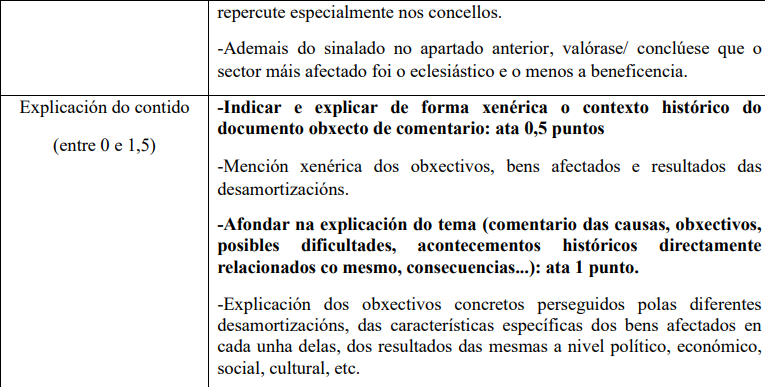 repercute especialmente nos concellos.
-Ademais do sinalado no apartado anterior, valórase/ conclúese que o
sector máis afectado foi o eclesiástico e o menos a beneficencia.
Explicación do contido
(entre 0 e 1,5)
-Indicar e explicar de forma xenérica o contexto histórico do
documento obxecto de comentario: ata 0,5 puntos
-Mención xenérica dos obxectivos, bens afectados e resultados das
desamortizacións.
-Afondar na explicación do tema (comentario das causas, obxectivos,
posibles dificultades, acontecementos históricos directamente
relacionados co mesmo, consecuencias...): ata 1 punto.
-Explicación dos obxectivos concretos perseguidos polas diferentes
desamortizacións, das características específicas dos bens afectados en
cada unha delas, dos resultados das mesmas a nivel político, económico,
social, cultural, etc.